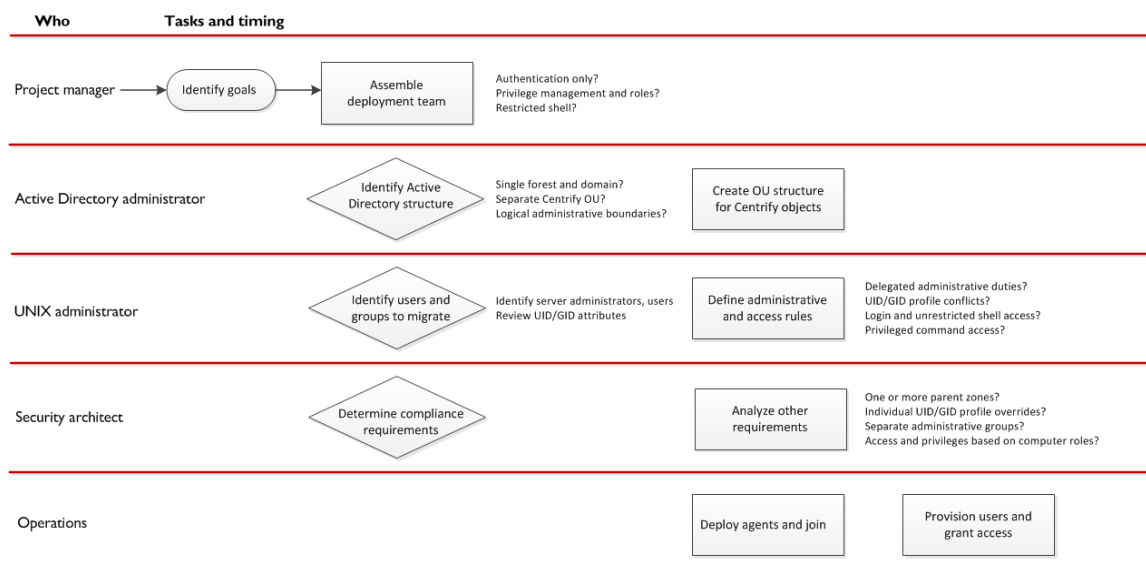 Who
Tasks and timing
Project manager
Identify goals
Assemble
deployment team
Authentication only?
Privilege management and roles?
Restricted shell?
Active Directory administrator
Identify Active
Directory structure
Single forest and domain?
Separate Centrify OU?
Logical administrative boundaries?
Create OU structure
for Centrify objects
UNIX administrator
Identify users and
groups to migrate
Identify server administrators, users
Review UID/GID attributes
Define administrative
and access rules
Delegated administrative duties?
UID/GID profile conflicts?
Login and unrestricted shell access?
Privileged command access?
Security architect
Determine compliance
requirements
Analyze other
requirements
One or more parent zones?
Individual UID/GID profile overrides?
Separate administrative groups?
Access and privileges based on computer roles?
Operations
Deploy agents and join
Provision users and
grant access